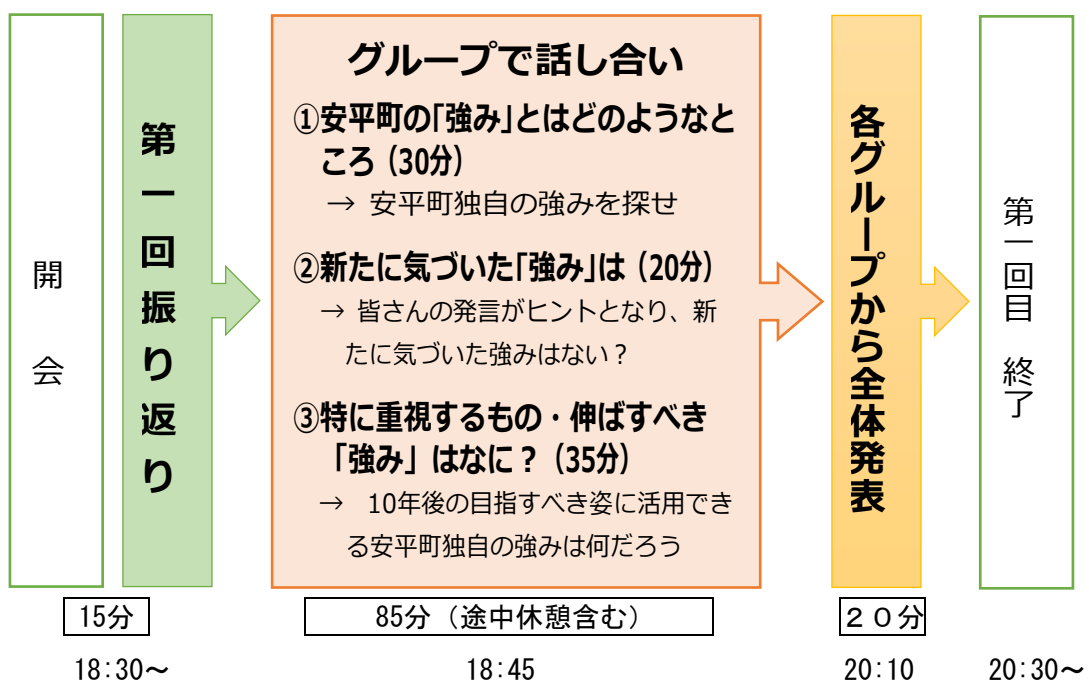 開　会
第一回振り返り
グループで話し合い
①安平町の「強み」とはどのようなと
ころ（30分）
→ 安平町独自の強みを探せ
②新たに気づいた「強み」は（20分）
→ 皆さんの発言がヒントとなり、新
たに気づいた強みはない？
③特に重視するもの・伸ばすべき
「強み」はなに？（35分）
→ 10年後の目指すべき姿に活用でき
る安平町独自の強みは何だろう
各グループから全体発表
第一回目　終了
15分
85分（途中休憩含む）
２０分
18:30～
18:45
20:10
20:30～